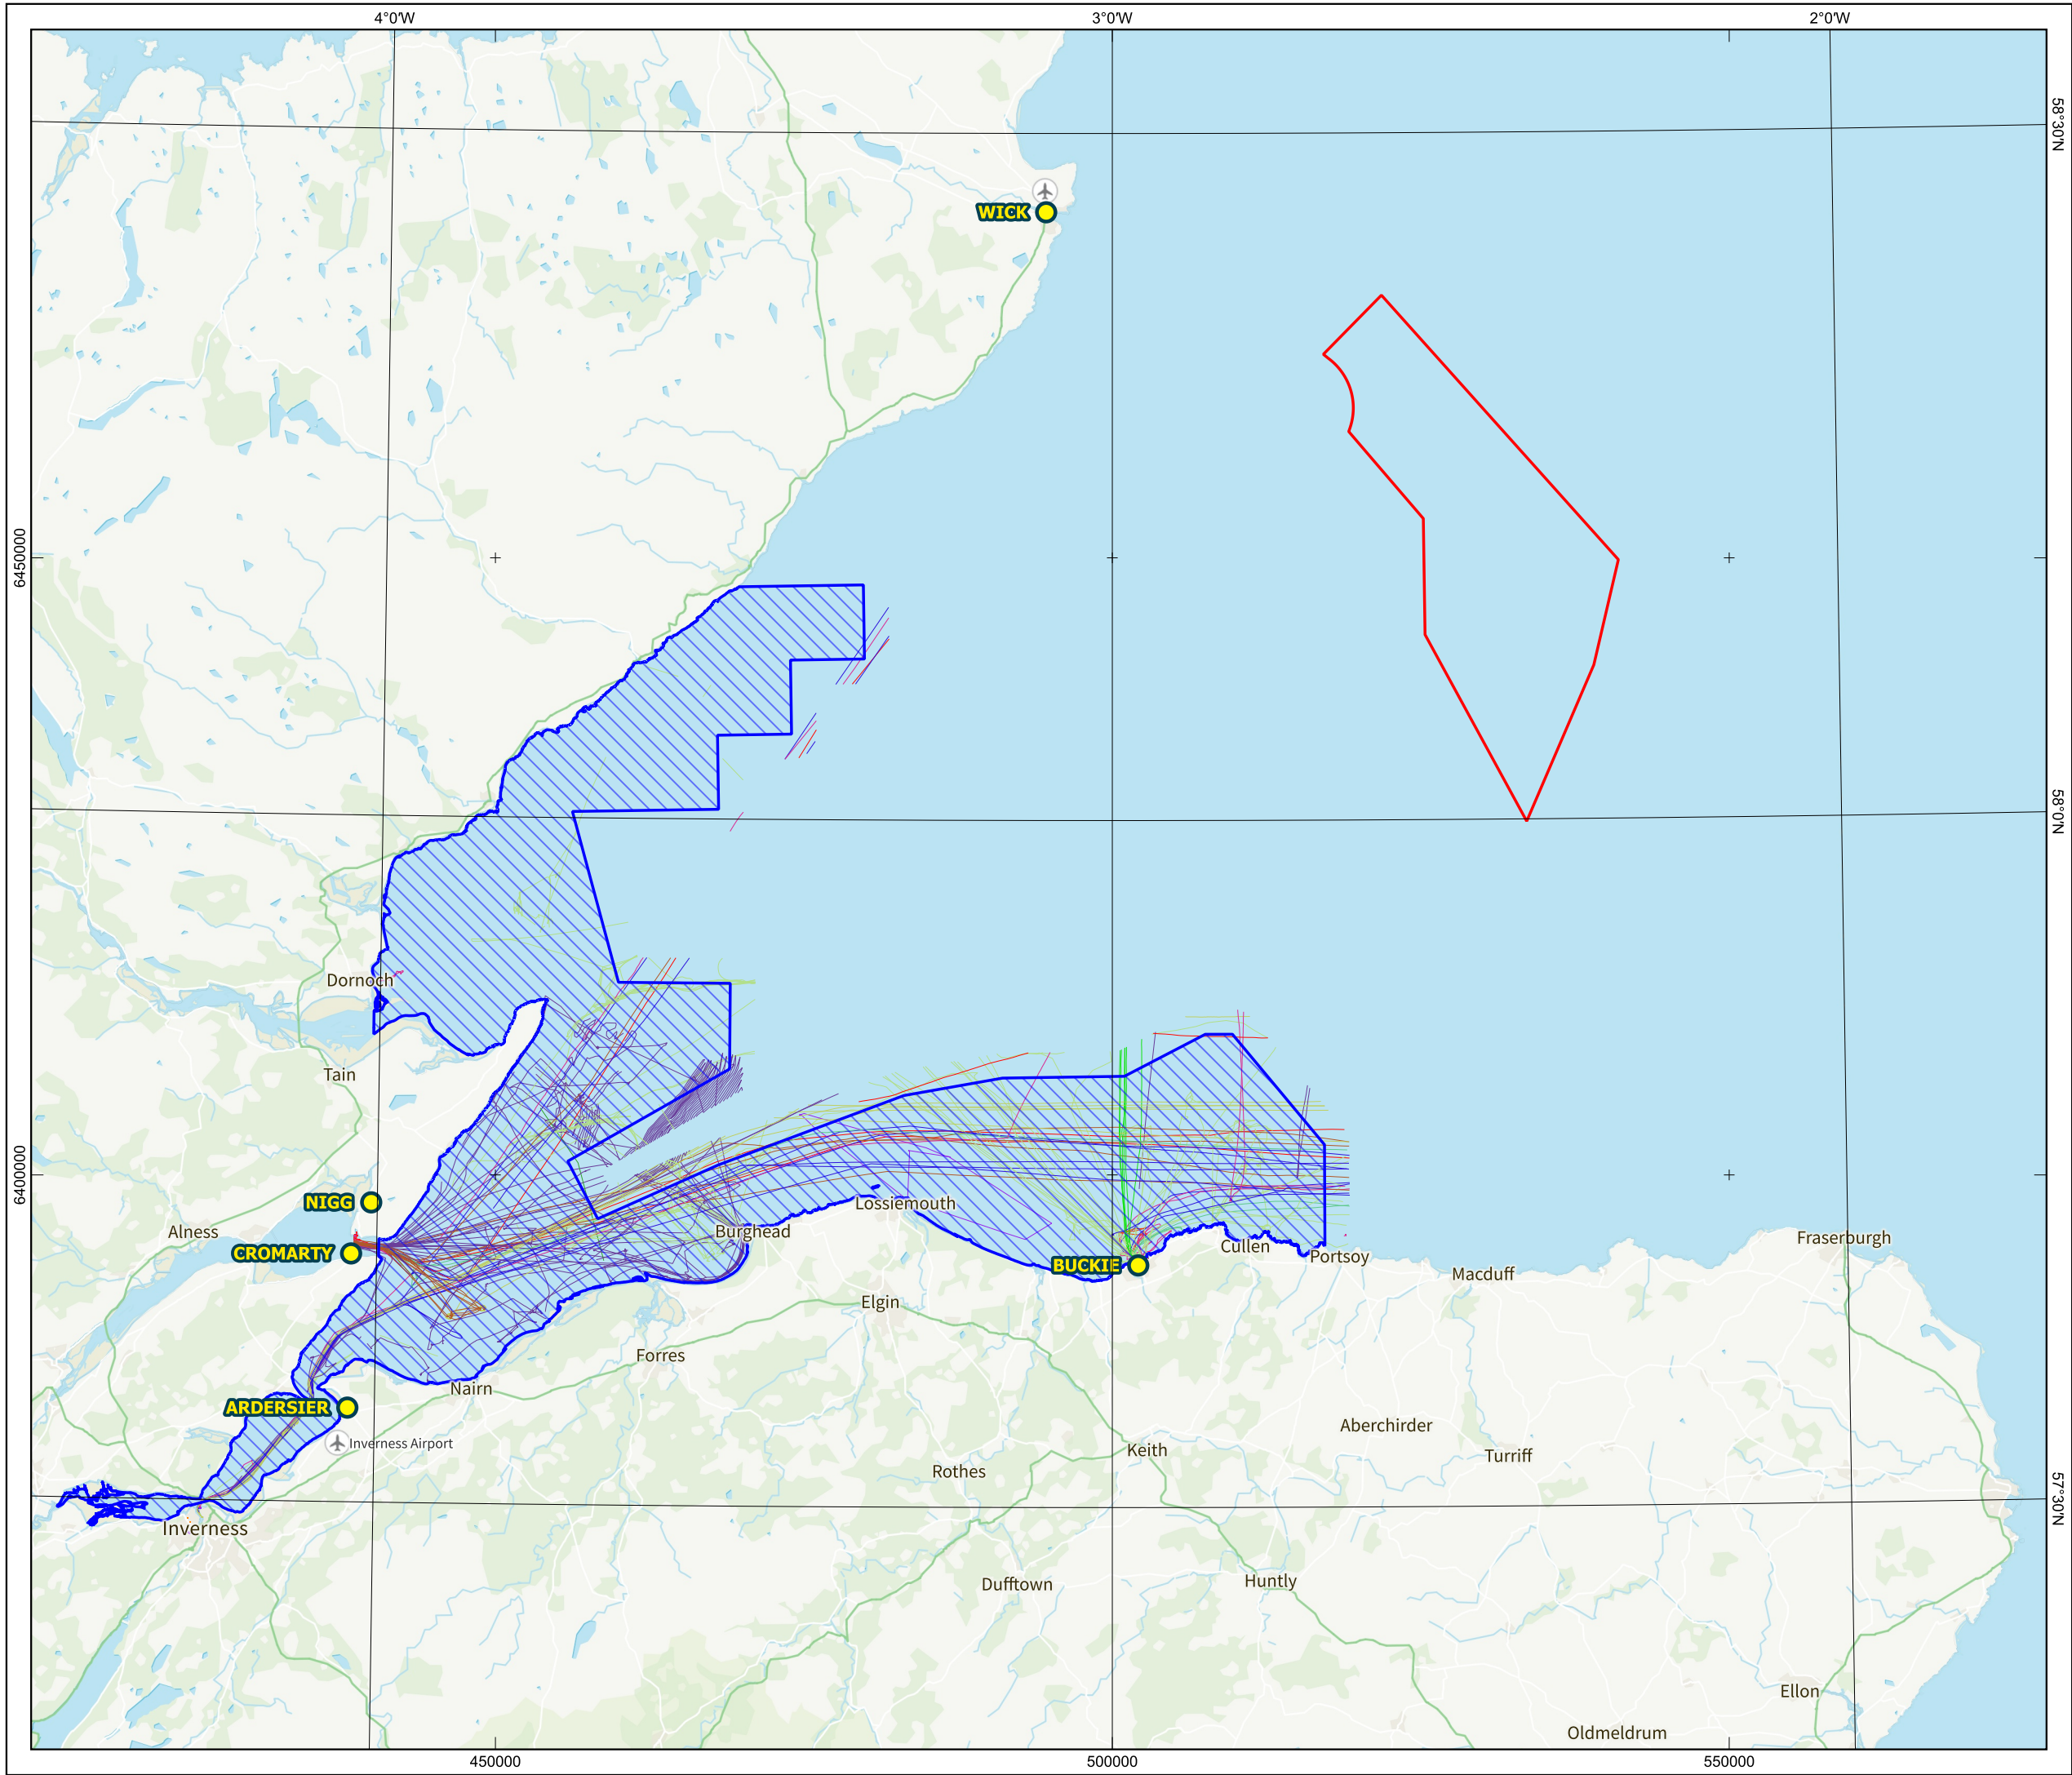 4°0'W
3°0'W
2°0'W
58°30'N
WICK
6450000
58°0'N
Dornoch
Tain
6400000
NIGG
Lossiemouth
Alness
Burghead
Fraserburgh
CROMARTY
Cullen
Portsoy
BUCKIE
Macduff
Elgin
Forres
Nairn
ARDERSIER
Aberchirder
Inverness Airport
Keith
Turriff
Rothes
57°30'N
Inverness
Huntly
Dufftown
Ellon
Oldmeldrum
450000
500000
550000